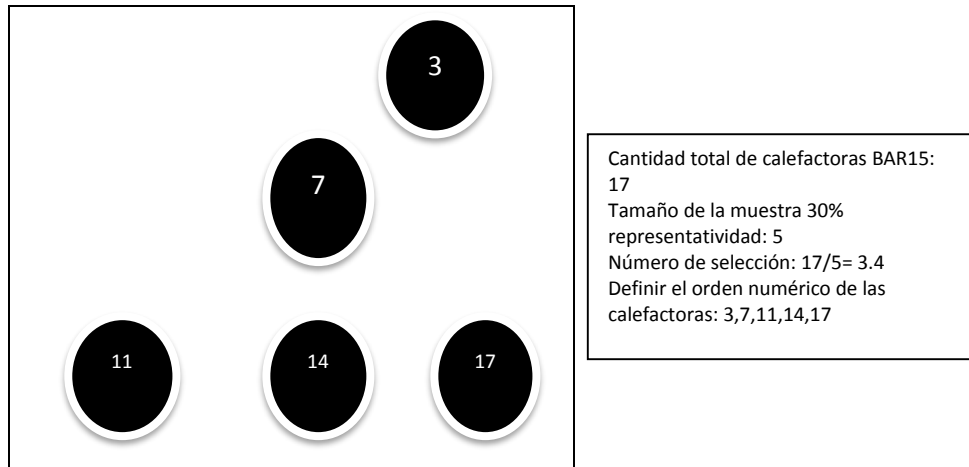 3
7
11 14 17
Cantidad total de calefactoras BAR15:
17
Tamaño de la muestra 30%
representatividad: 5
Número de selección: 17/5= 3.4
Definir el orden numérico de las
calefactoras: 3,7,11,14,17